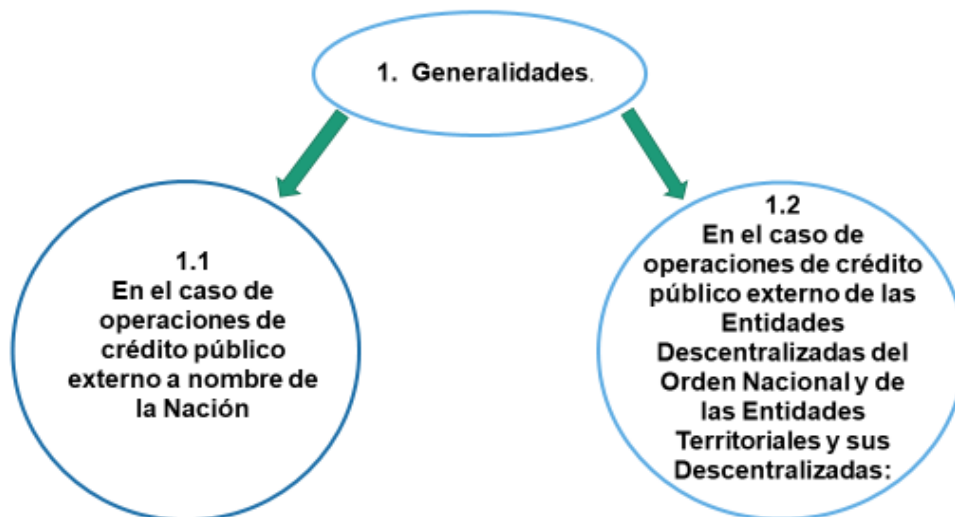 1. Generalidades.
1.1
En el caso de
operaciones de
crédito público
externo a nombre de
la Nación
1.2
En el caso de
operaciones de crédito
público externo de las
Entidades
Descentralizadas del
Orden Nacional y de
las Entidades
Territoriales y sus
Descentralizadas: